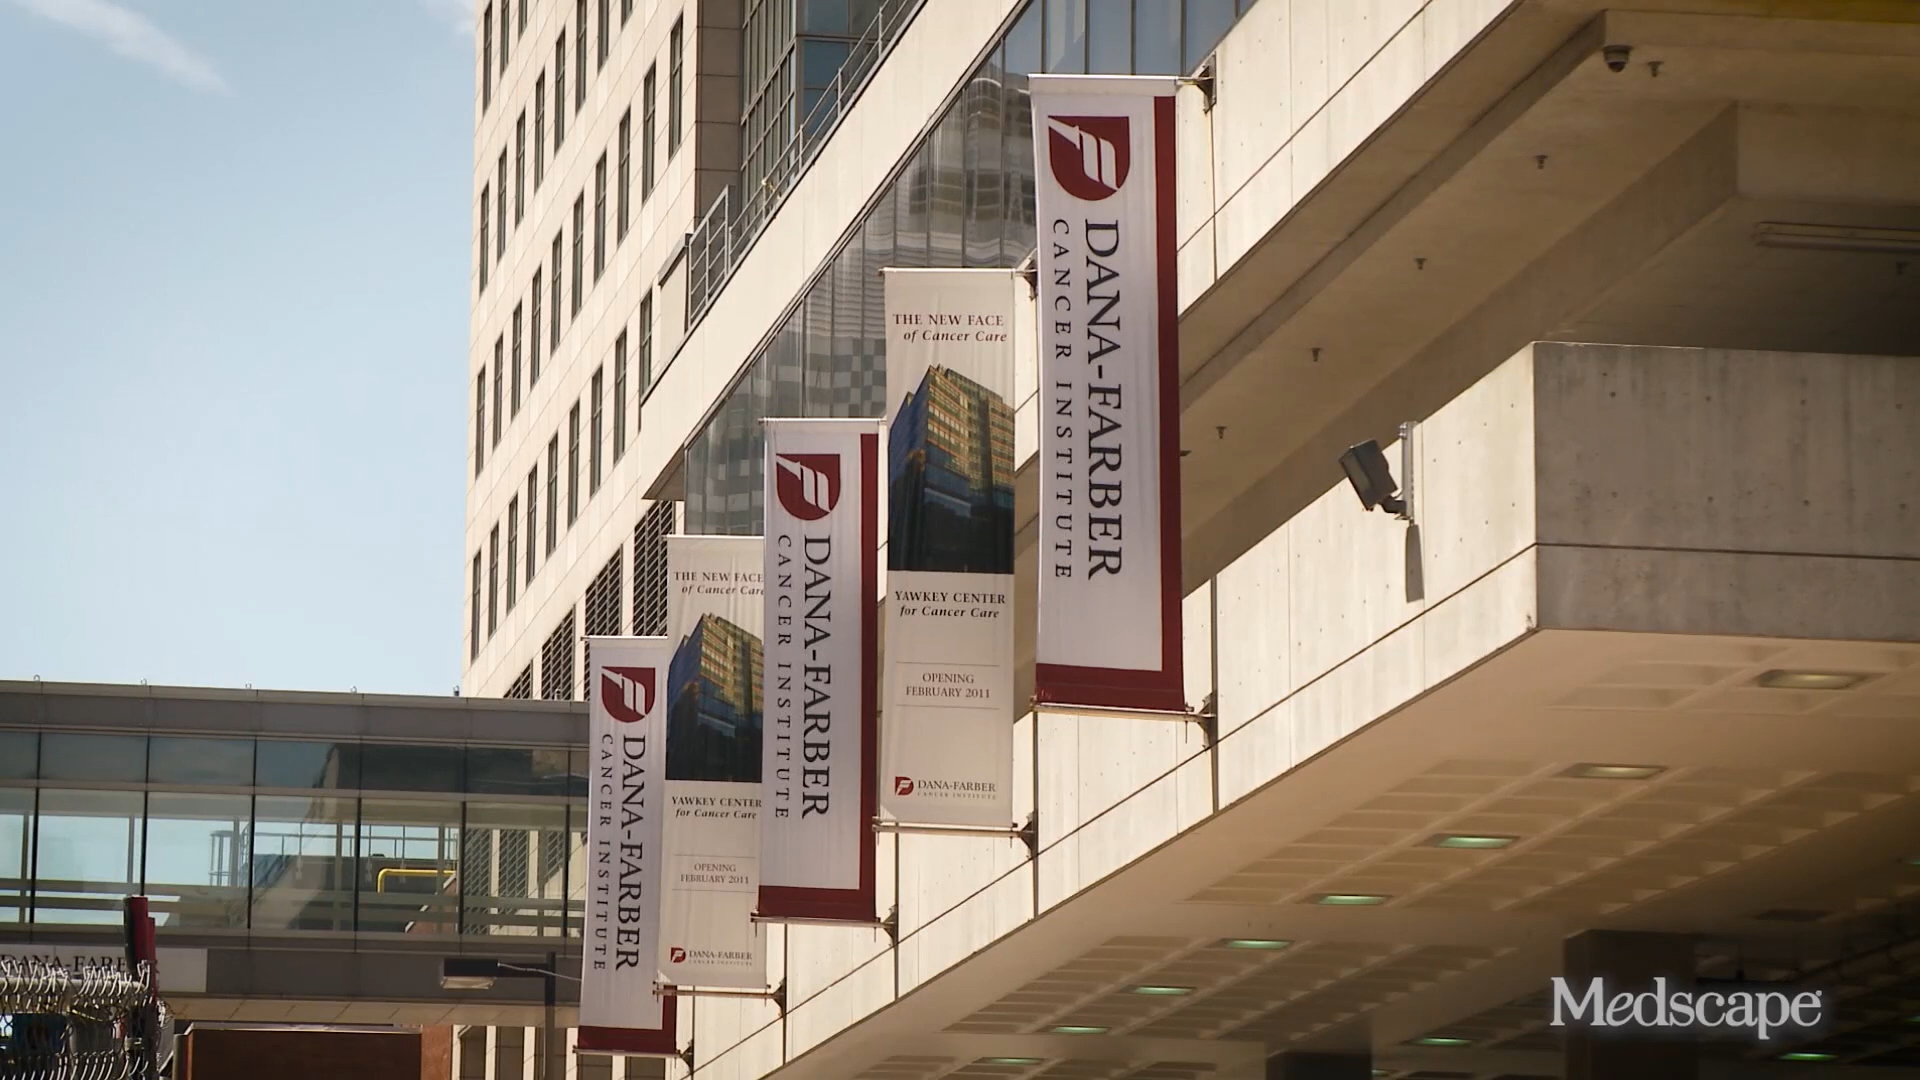 DANA-FARBER
CANCER INSTITUTE
THE NEW FACE
of Cancer Care
YAWKEY CENTER
for Cancer Care
OPENING
FEBRUARY 2011
DANA-FARBER
CANCER INSTITUTE
DANA-FARBER
CANCER INSTITUTE
THE NEW FACE
of Cancer Care
YAWKEY CENTER
for Cancer Care
OPENING
FEBRUARY 2011
DANA-FARBER
CANCER INSTITUTE
DANA-FARBER
CANCER INSTITUTE
Medscape